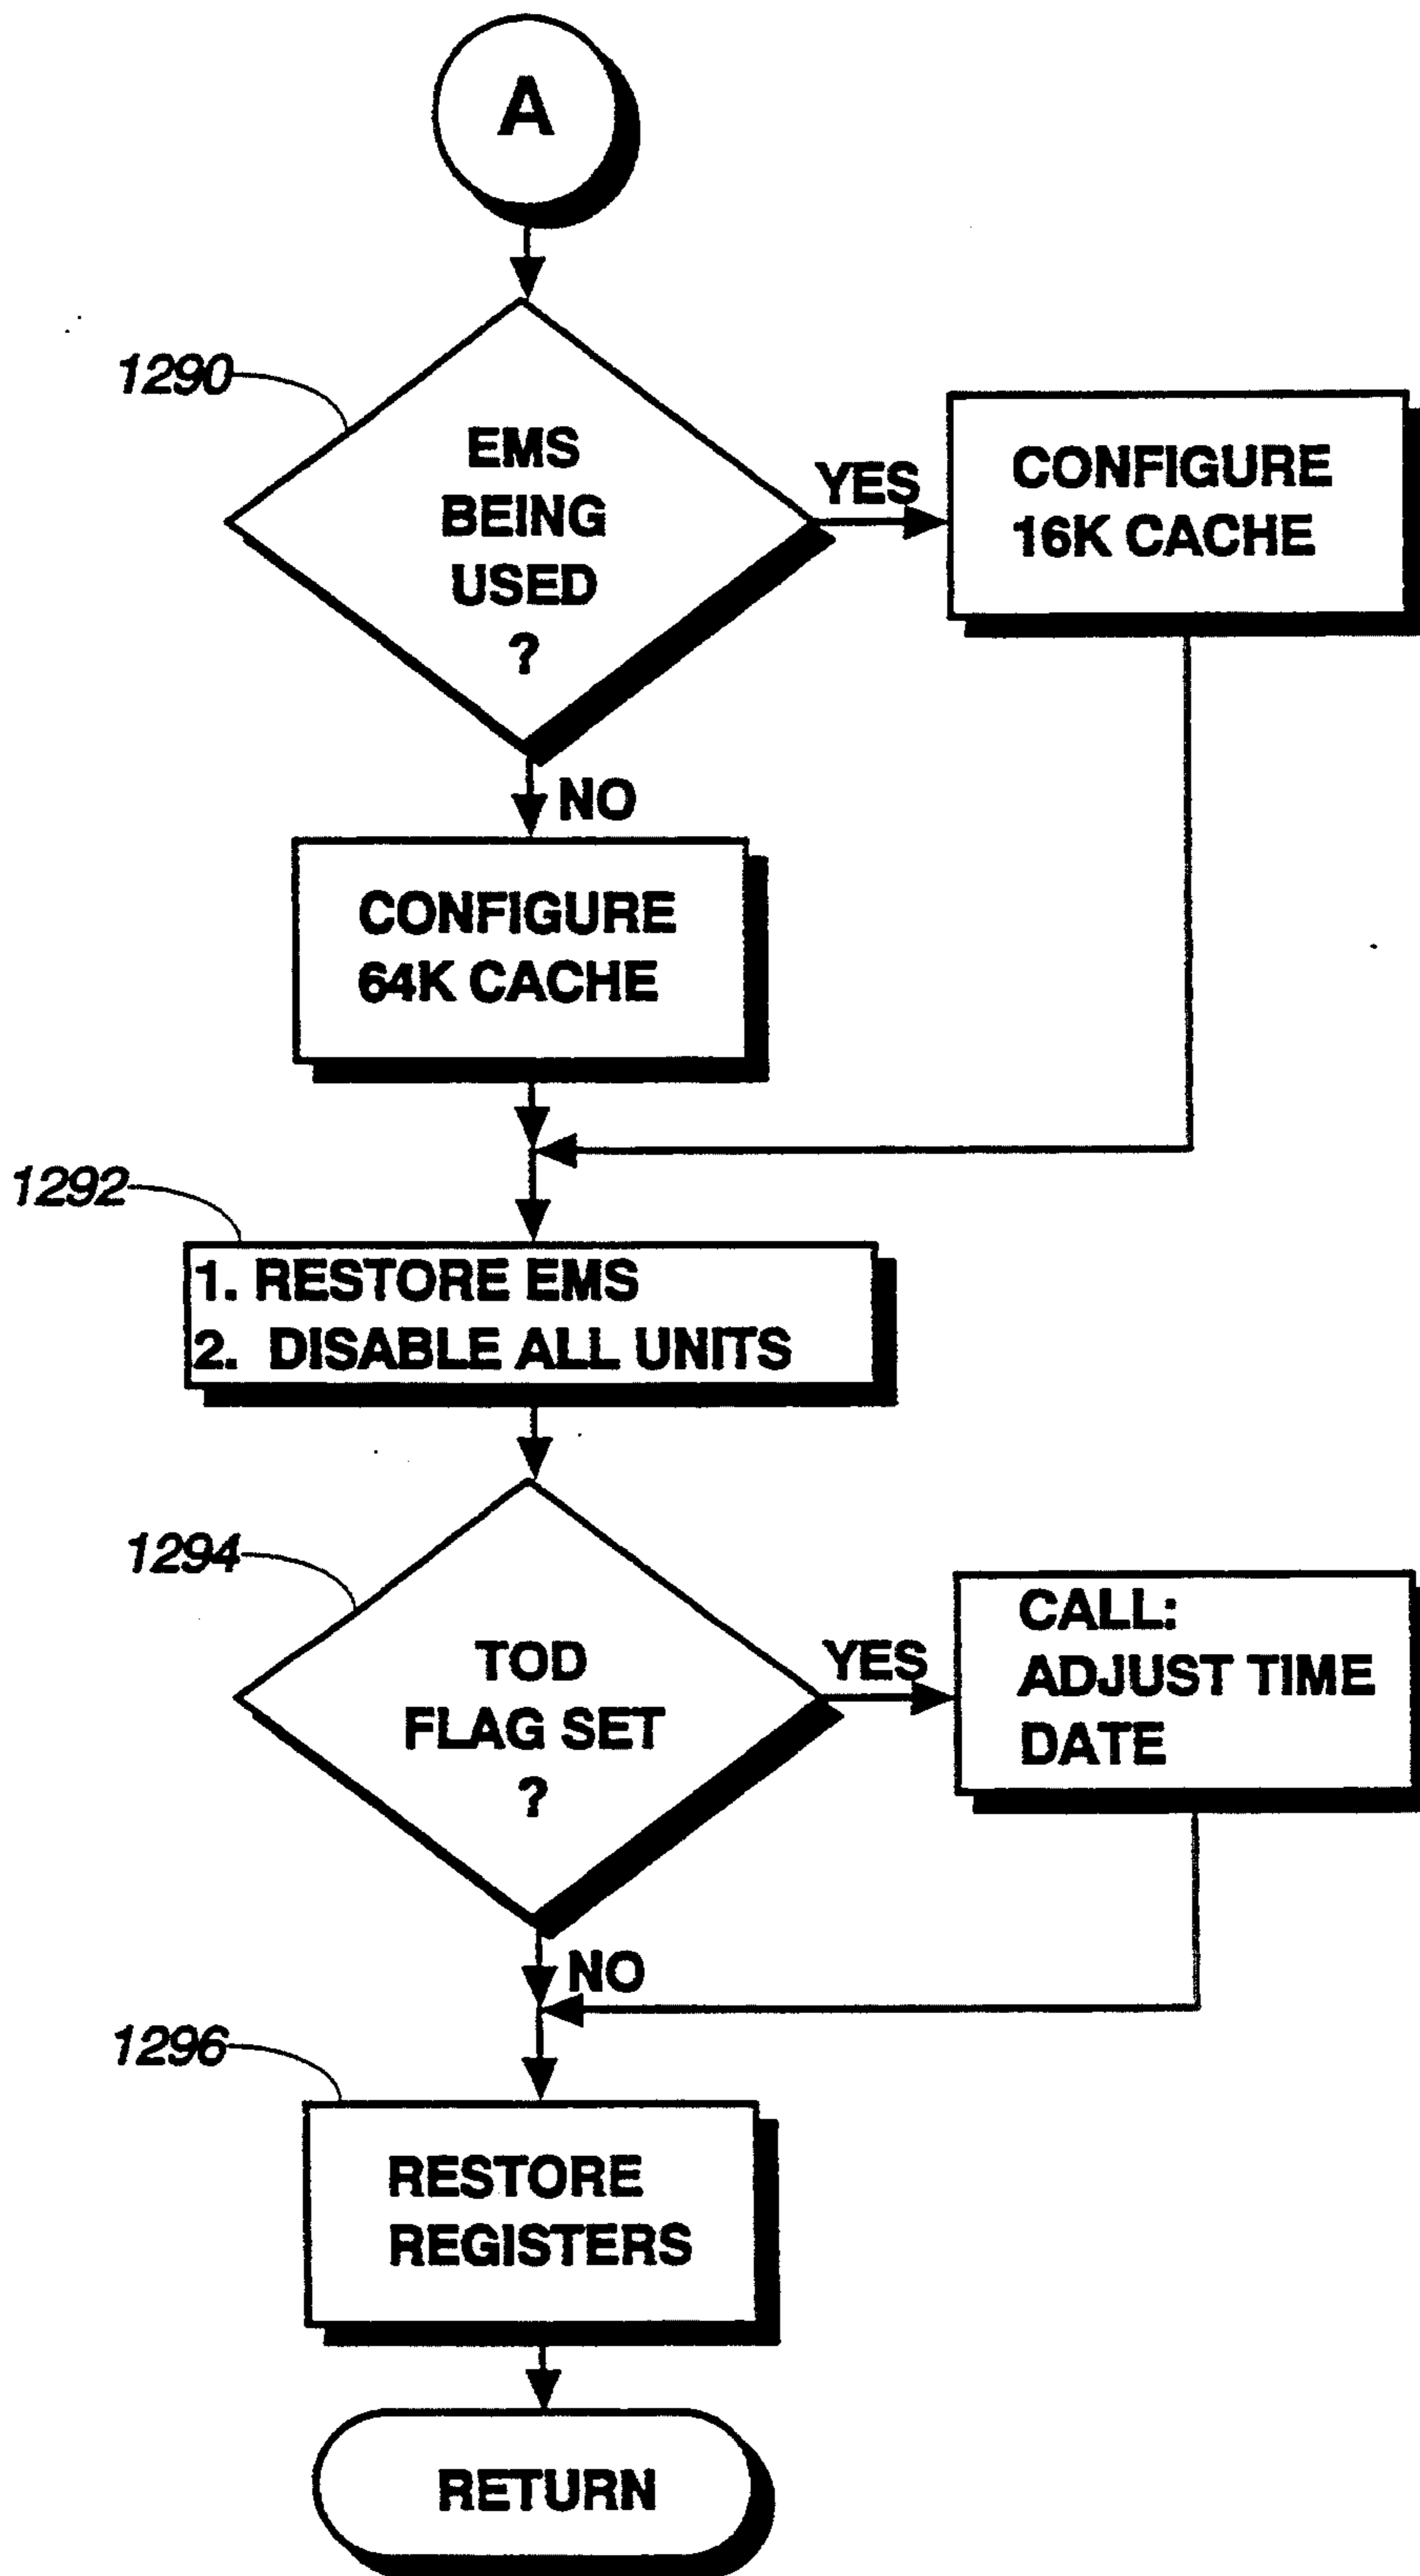 A
1290
EMS
BEING
USED
?
YES
CONFIGURE
16K CACHE
NO
CONFIGURE
64K CACHE
1292
1. RESTORE EMS
2. DISABLE ALL UNITS
1294
TOD
FLAG SET
?
YES
CALL:
ADJUST TIME
DATE
NO
1296
RESTORE
REGISTERS
RETURN